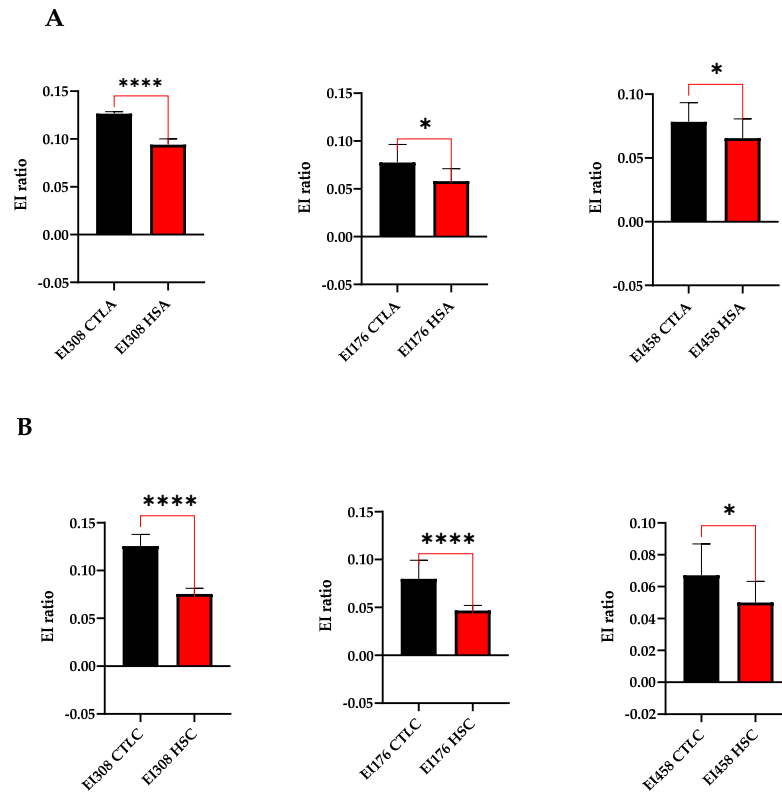 A
****
0.15
0.10
0.05
0.00
-0.05
EI ratio
EI308 CTLA
EI308 HSA
*
0.15
0.10
0.05
0.00
-0.05
EI ratio
EI176 CTLA
EI176 HSA
*
0.10
0.05
0.00
-0.05
EI ratio
EI458 CTLA
EI458 HSA
B
****
0.15
0.10
0.05
0.00
-0.05
EI ratio
EI308 CTLC
EI308 HSC
****
0.15
0.10
0.05
0.00
-0.05
EI ratio
EI176 CTLC
EI176 HSC
*
0.10
0.08
0.06
0.04
0.02
0.00
-0.02
EI ratio
EI458 CTLC
EI458 HSC